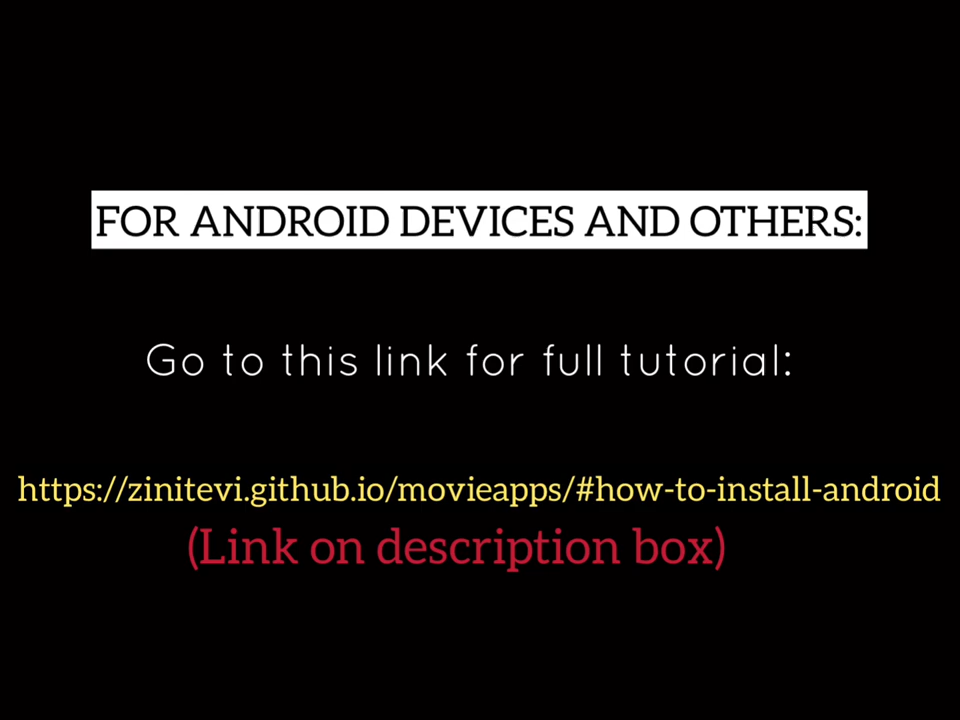 FOR ANDROID DEVICES AND OTHERS:
Go to this link for full tutorial:
https://zinitevi.github.io/movieapps/#how-to-install-android
(Link on description box)